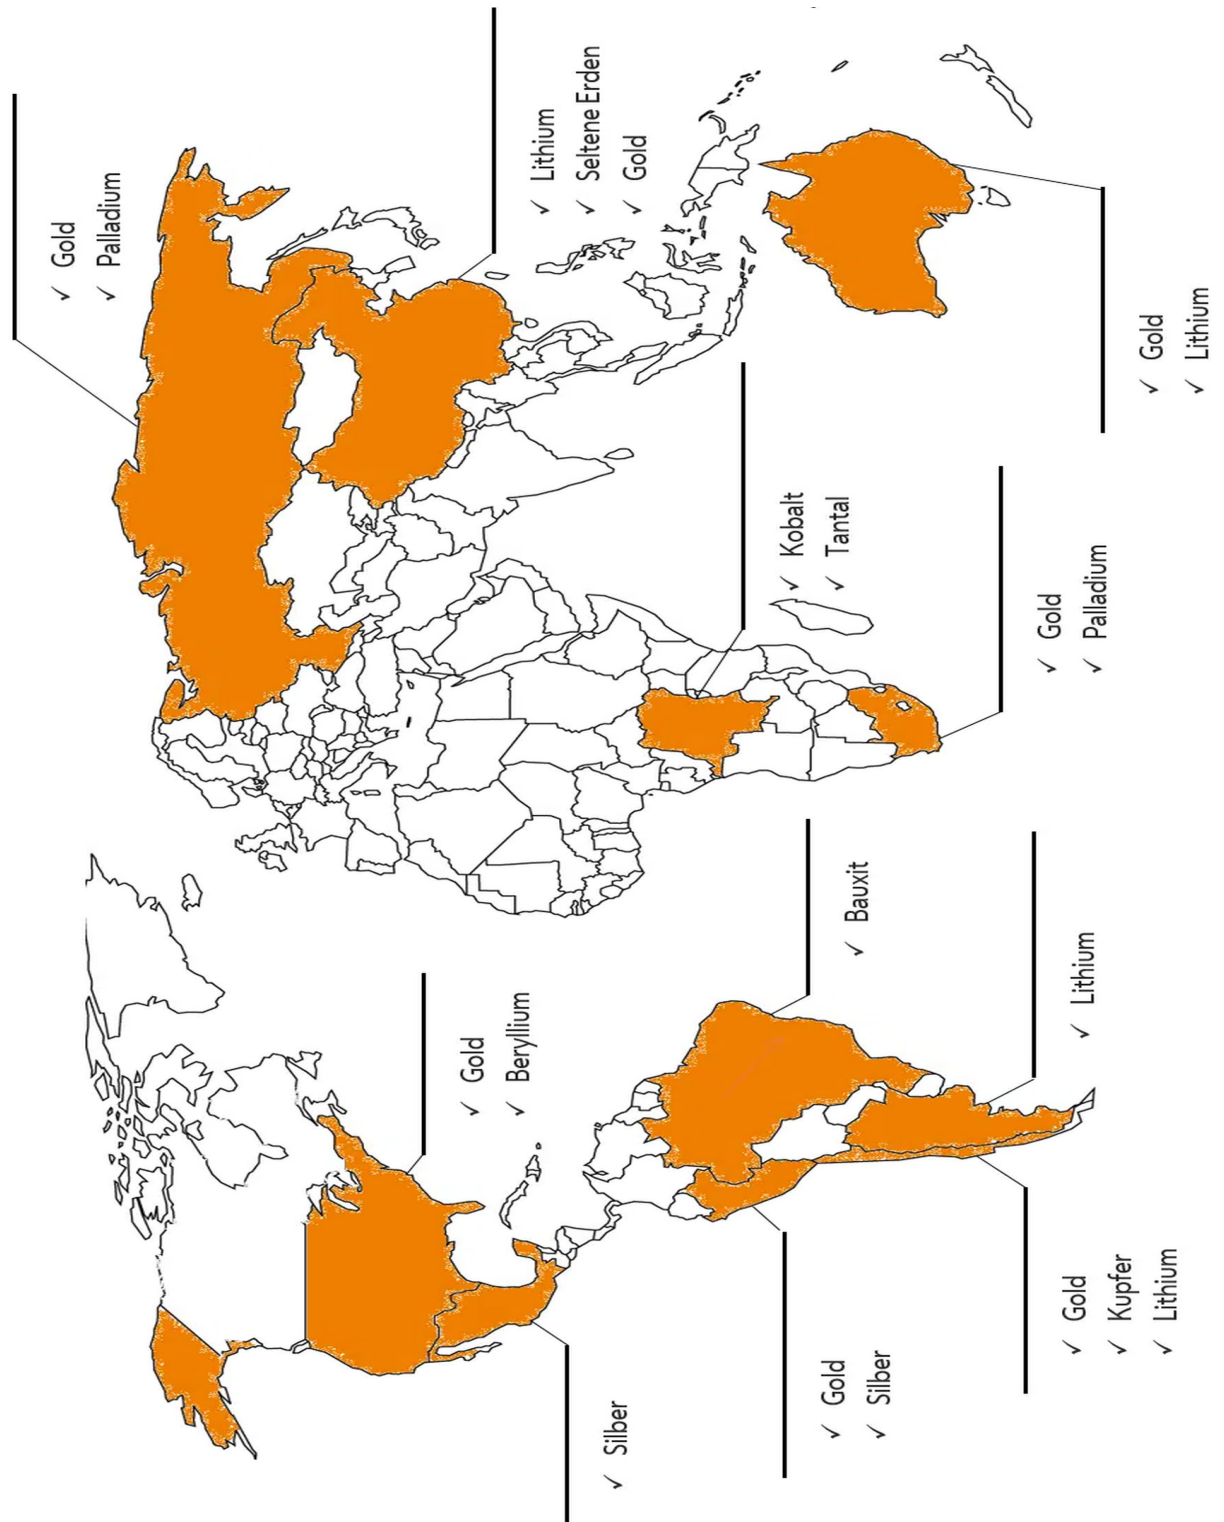 ✓ Gold
✓ Palladium
✓ Lithium
✓ Seltene Erden
✓ Gold
✓ Gold
✓ Beryllium
✓ Silber
✓ Kobalt
✓ Tantal
✓ Bauxit
✓ Gold
✓ Silber
✓ Gold
✓ Palladium
✓ Lithium
✓ Gold
✓ Kupfer
✓ Lithium
✓ Gold
✓ Lithium